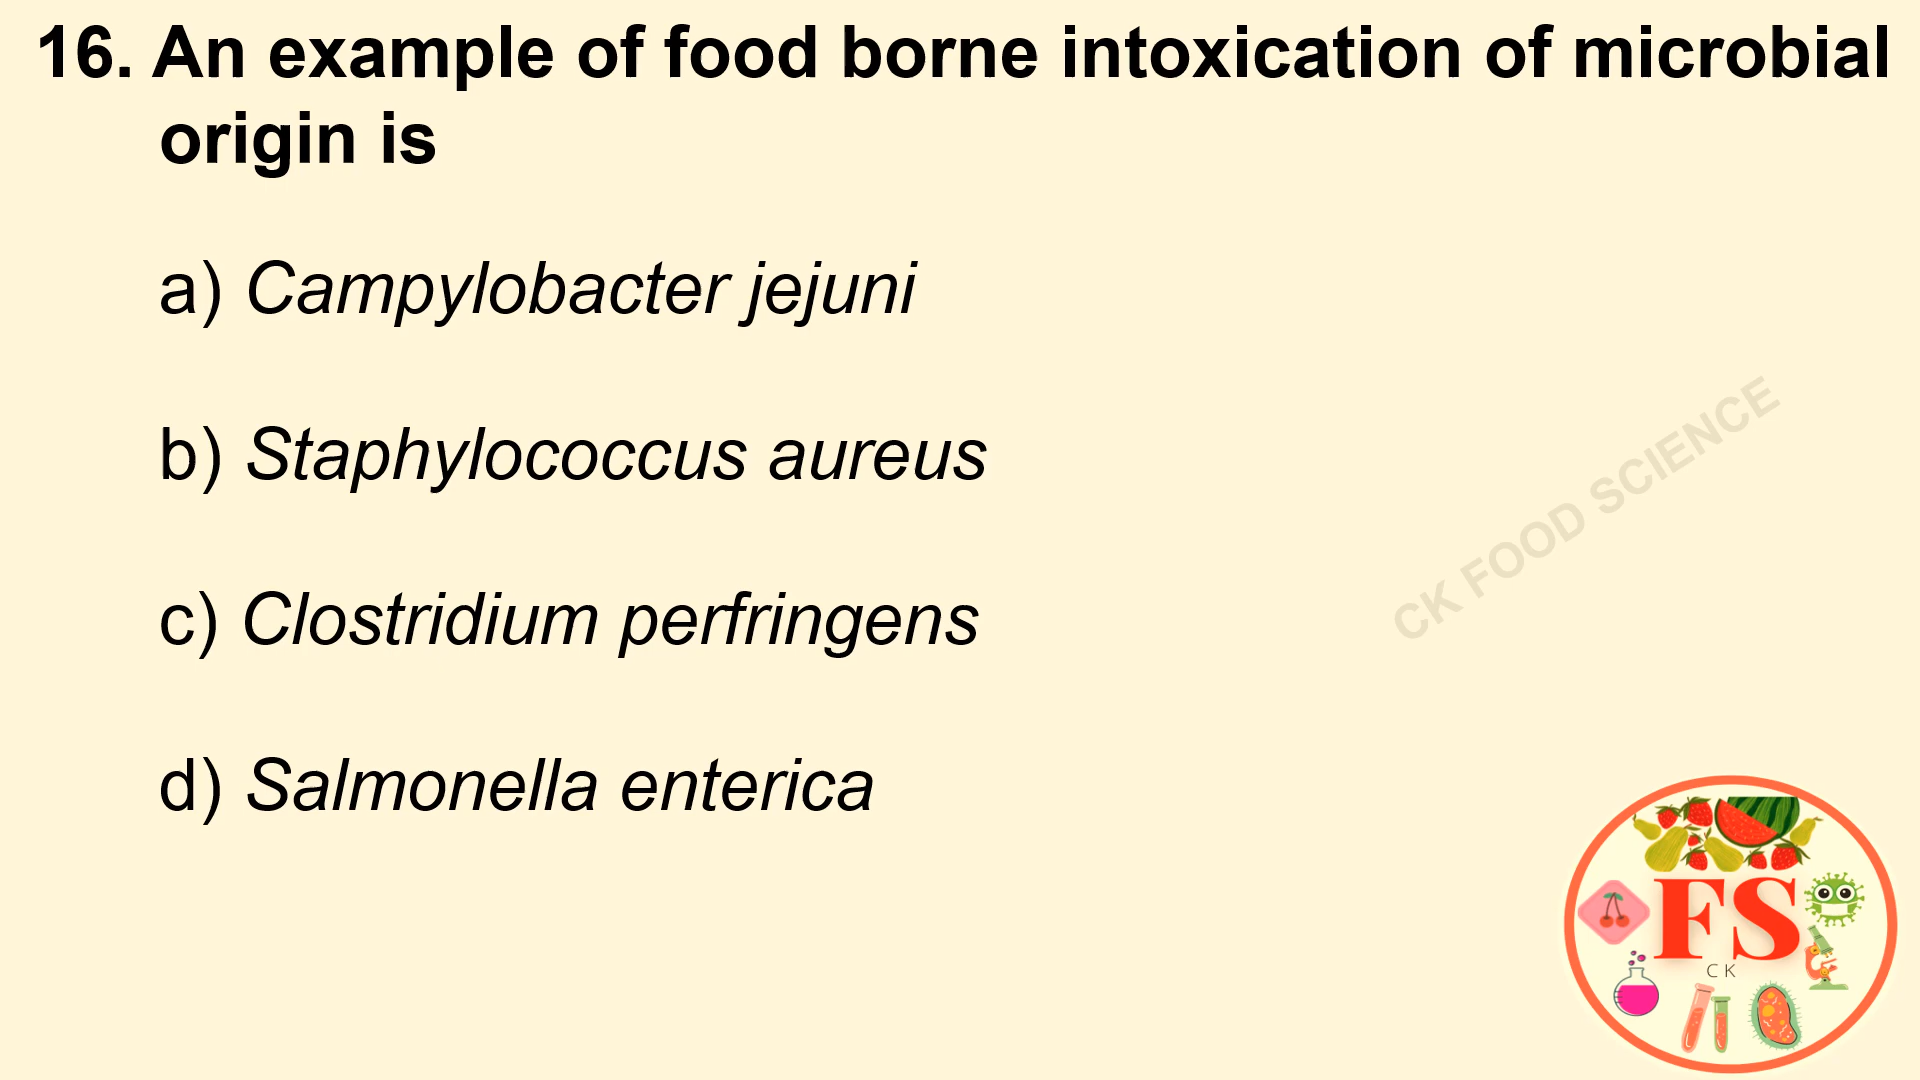 16. An example of food borne intoxication of microbial
origin is
a) Campylobacter jejuni
b) Staphylococcus aureus
CK FOOD SCIENCE
c) Clostridium perfringens
d) Salmonella enterica
FS
CK